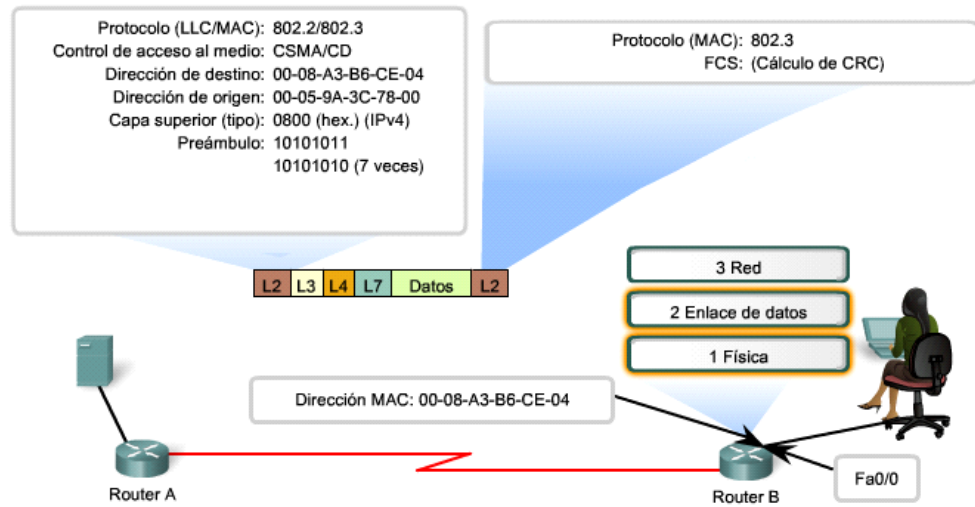 Protocolo (LLC/MAC): 802.2/802.3
Control de acceso al medio: CSMA/CD
Dirección de destino: 00-08-A3-B6-CE-04
Dirección de origen: 00-05-9A-3C-78-00
Capa superior (tipo): 0800 (hex.) (IPv4)
Preámbulo: 10101011
10101010 (7 veces)
Protocolo (MAC): 802.3
FCS: (Cálculo de CRC)
L2 L3 L4 L7 Datos L2
3 Red
2 Enlace de datos
1 Física
Dirección MAC: 00-08-A3-B6-CE-04
Fa0/0
Router A
Router B